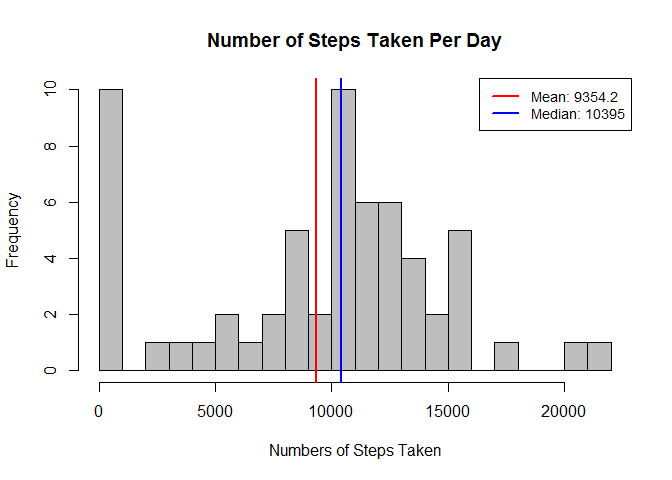 Number of Steps Taken Per Day
Mean: 9354.2
Median: 10395
Frequency
10
8
6
4
2
0
0
5000
10000
15000
20000
Numbers of Steps Taken